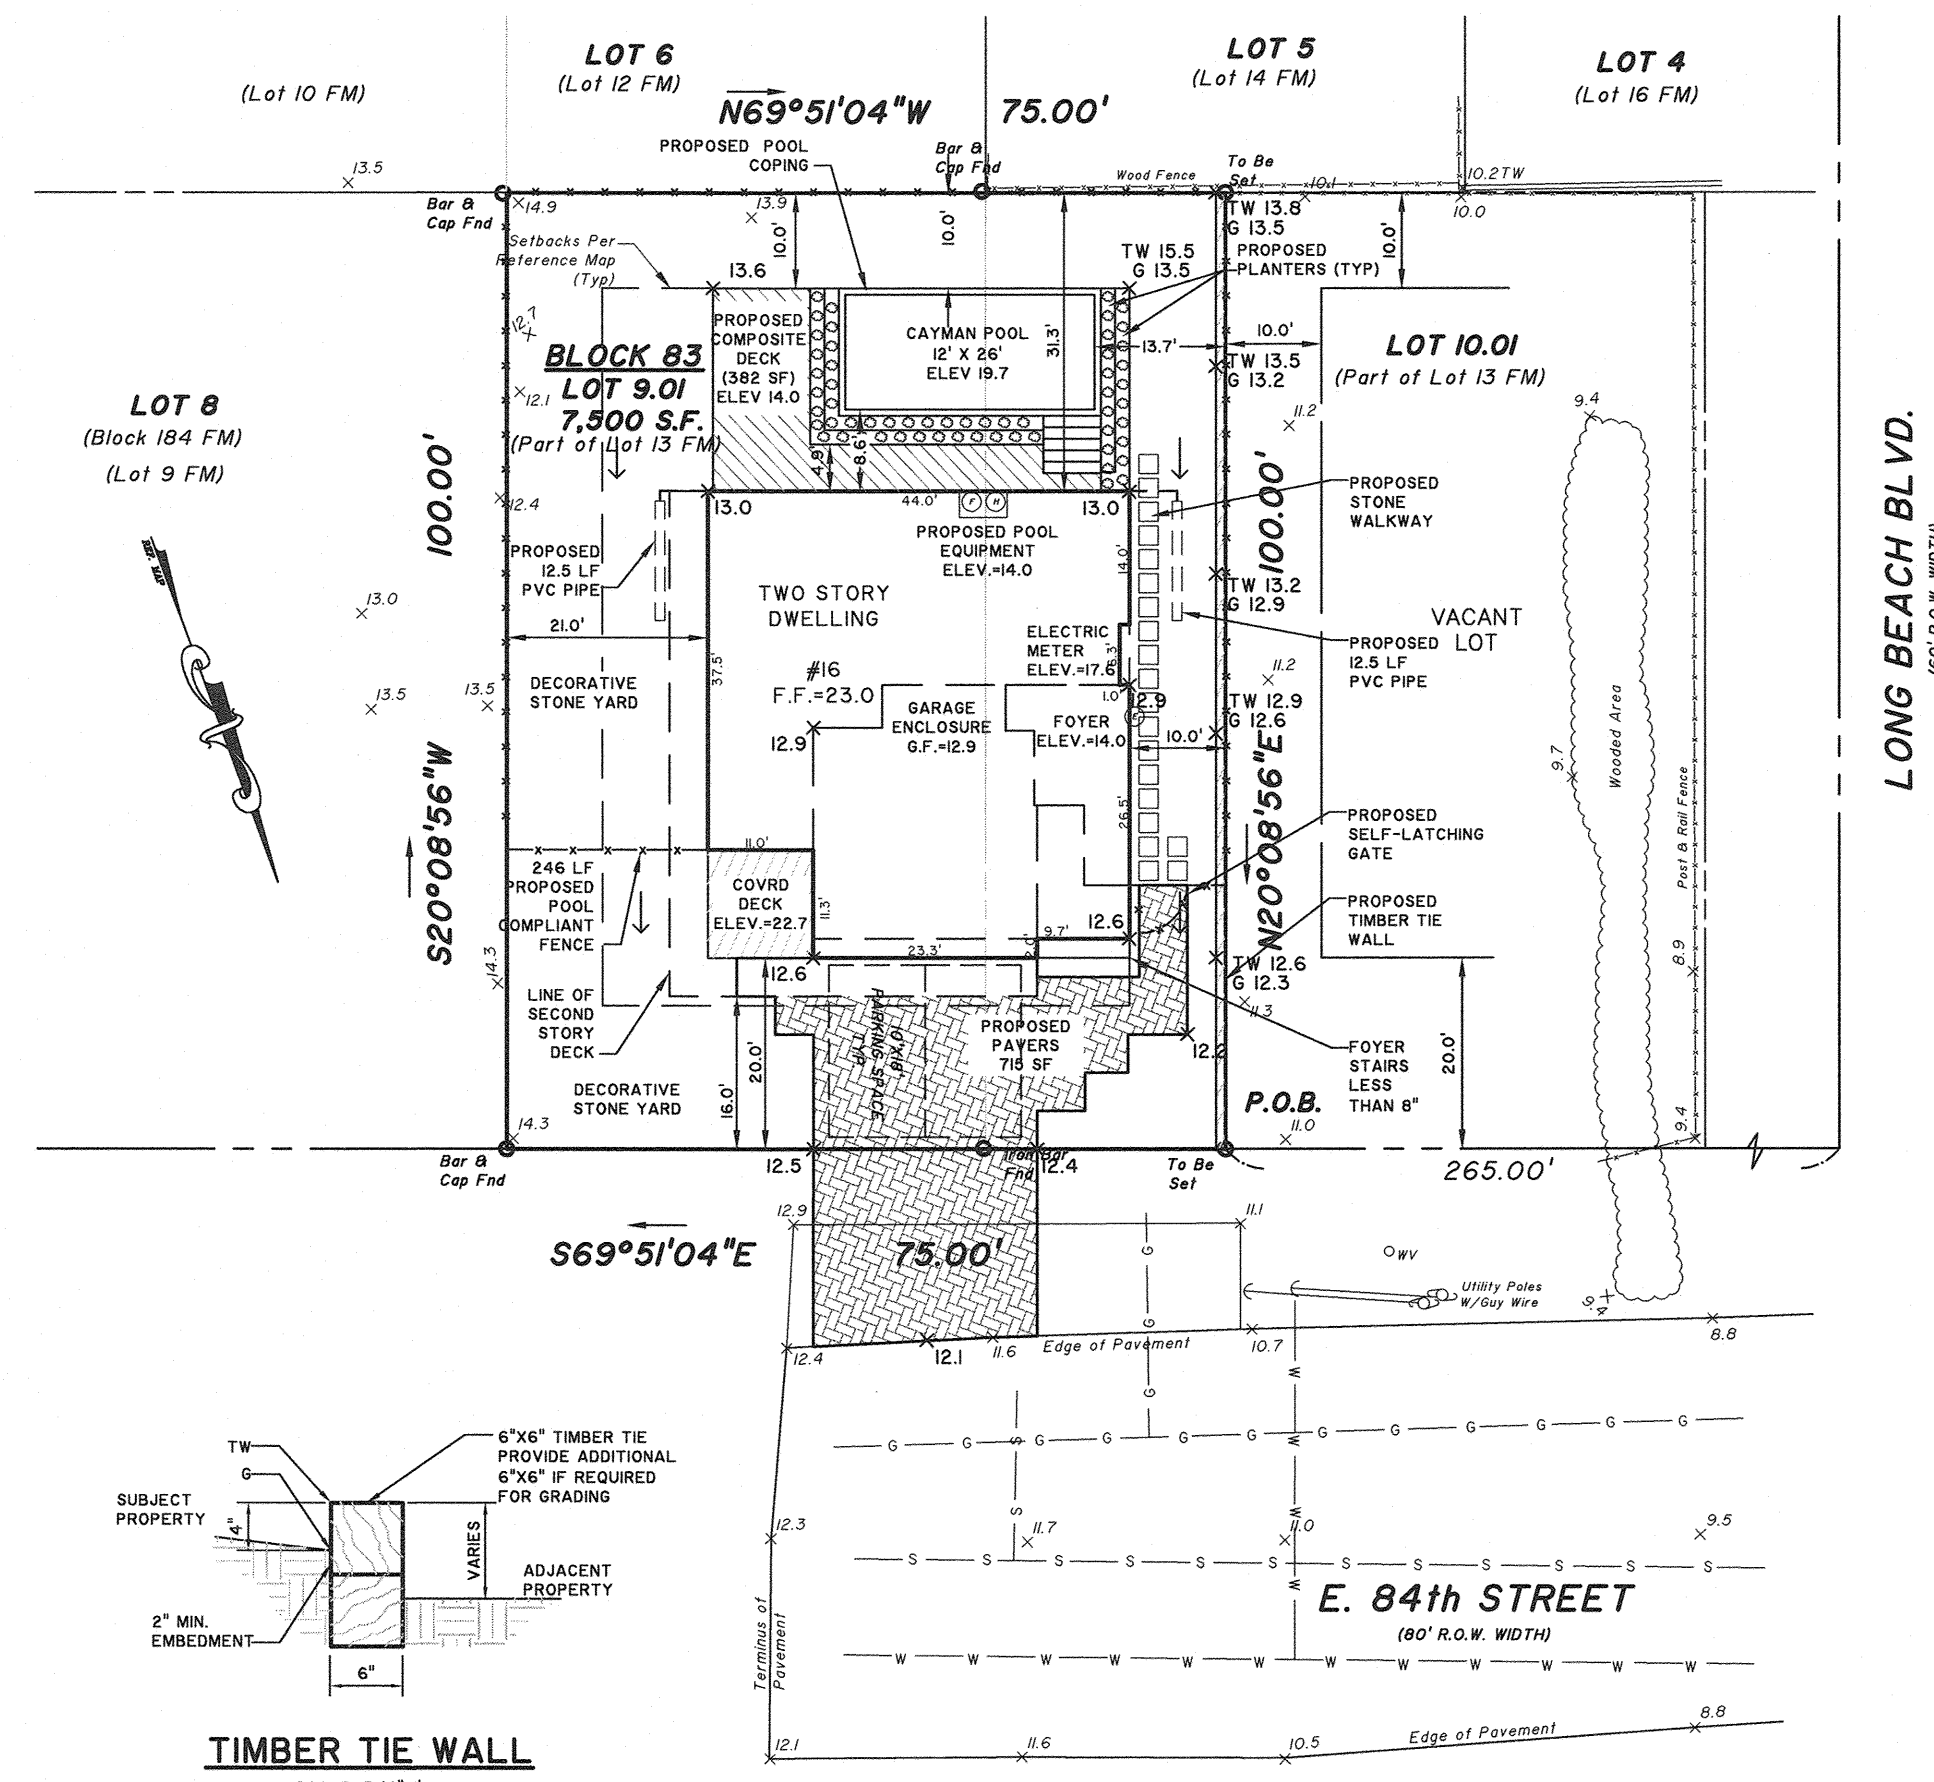 LOT 6
(Lot 12 FM)
LOT 5
(Lot 14 FM)
LOT 4
(Lot 16 FM)
(Lot 10 FM)
N69°51'04"W 75.00'
PROPOSED POOL
COPING
Bar &
Cap Fnd
Wood Fence
To Be
Set
10.1
10.2TW
10.0
13.5
Bar &
Cap Fnd
14.9
13.9
10.0'
10.0'
TW 13.8
G 13.5
10.0'
Setbacks Per
Reference Map
(Typ)
13.6
TW 15.5
G 13.5
PROPOSED
PLANTERS (TYP)
12.7
PROPOSED
COMPOSITE
DECK
(382 SF)
ELEV 14.0
CAYMAN POOL
12' X 26'
ELEV 19.7
31.3'
13.7'
10.0'
TW 13.5
G 13.2
LOT 10.01
(Part of Lot 13 FM)
BLOCK 83
LOT 9.01
7,500 S.F.
(Part of Lot 13 FM)
12.1
LOT 8
(Block 184 FM)
(Lot 9 FM)
11.2
9.4
4.9'
8.6'
100.00'
12.4
13.0
44.0'
F
H
13.0
100.00'
PROPOSED
STONE
WALKWAY
LONG BEACH BLVD.
REF. MAP
PROPOSED
12.5 LF
PVC PIPE
PROPOSED POOL
EQUIPMENT
ELEV.=14.0
14.0'
TWO STORY
DWELLING
TW 13.2
G 12.9
VACANT
LOT
13.0
21.0'
37.5'
ELECTRIC
METER
ELEV.=17.6
6.3'
PROPOSED
12.5 LF
PVC PIPE
#16
F.F.=23.0
11.2
13.5
13.5
DECORATIVE
STONE YARD
1.0'
12.9
E
TW 12.9
G 12.6
12.9
GARAGE
ENCLOSURE
G.F.=12.9
FOYER
ELEV.=14.0
10.0'
Wooded Area
9.7
Post & Rail Fence
S20°08'56"W
N20°08'56"E
26.5'
PROPOSED
SELF-LATCHING
GATE
11.0'
246 LF
PROPOSED
POOL
COMPLIANT
FENCE
COVRD
DECK
ELEV.=22.7
11.3'
12.6
9.7'
2.0'
PROPOSED
TIMBER TIE
WALL
14.3
12.6
23.3'
TW 12.6
G 12.3
8.9
LINE OF
SECOND
STORY
DECK
16.0'
20.0'
10'X18'
PARKING SPACE
TYP
PROPOSED
PAVERS
715 SF
11.3
12.2
FOYER
STAIRS
LESS
THAN 8"
20.0'
DECORATIVE
STONE YARD
P.O.B.
14.3
11.0
9.4
Bar &
Cap Fnd
12.5
Iron Bar
Fnd
12.4
To Be
Set
265.00'
12.9
11.1
S69°51'04"E 75.00'
WV
Utility Poles
W/Guy Wire
9.4
12.4
12.1
11.6
Edge of Pavement
10.7
8.8
G
G
G
W
G G G G G G G G G G G G
S
S
W
W
W
12.3
11.7
11.0
9.5
S S S S S S S S S S S S
E. 84th STREET
(80' R.O.W. WIDTH)
W W W W W W W W W W W W
Terminus of
Pavement
12.1
11.6
10.5
Edge of Pavement
8.8
TW
G
6"X6" TIMBER TIE
PROVIDE ADDITIONAL
6"X6" IF REQUIRED
FOR GRADING
SUBJECT
PROPERTY
4"
VARIES
ADJACENT
PROPERTY
2" MIN.
EMBEDMENT
6"
TIMBER TIE WALL